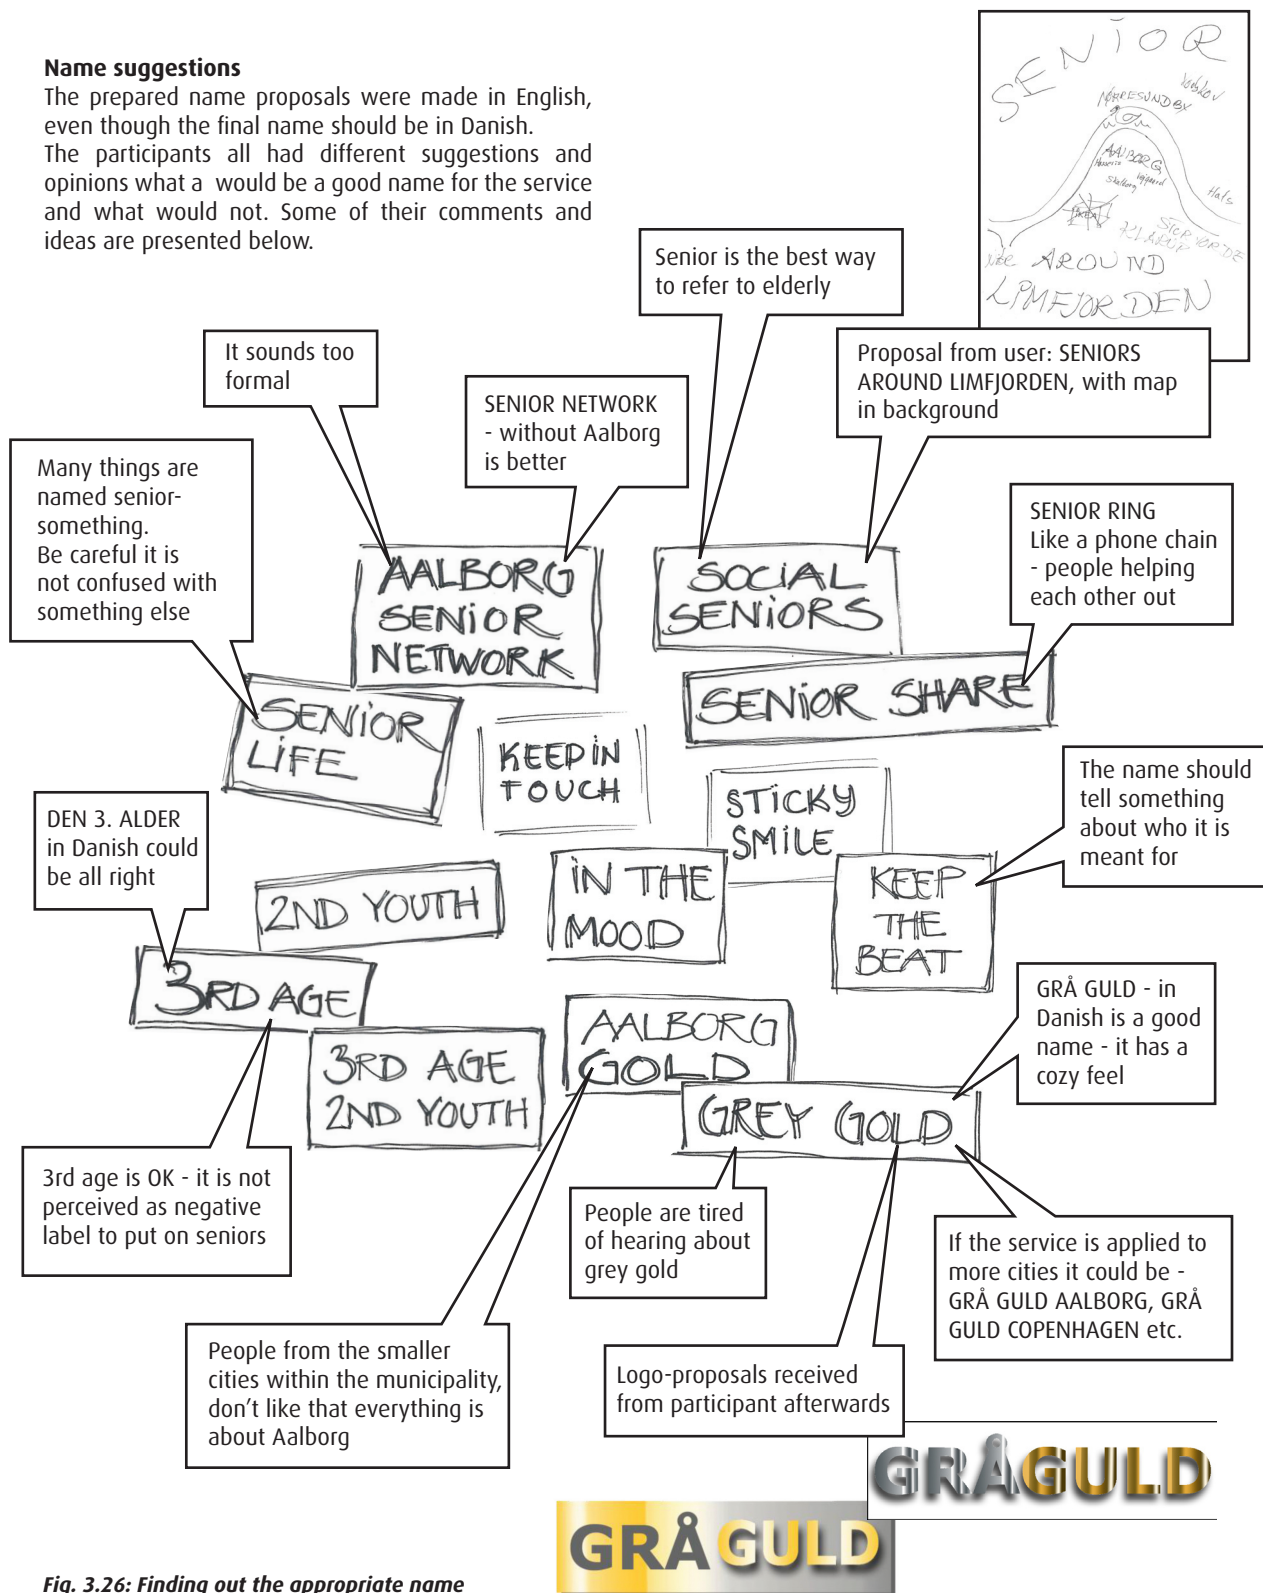 Name suggestions
The prepared name proposals were made in English,
even though the final name should be in Danish.
The participants all had different suggestions and
opinions what a would be a good name for the service
and what would not. Some of their comments and
ideas are presented below.
SENIOR
NØRRESUNDBY
Vodskov
AALBORG
Hasseris
Vejgaard
Skalborg
IKEA
Hals
STORVORDE
KLARUP
NIBE
AROUND
LIMFJORDEN
Senior is the best way
to refer to elderly
It sounds too
formal
SENIOR NETWORK
- without Aalborg
is better
Proposal from user: SENIORS
AROUND LIMFJORDEN, with map
in background
Many things are
named senior-
something.
Be careful it is
not confused with
something else
SENIOR RING
Like a phone chain
- people helping
each other out
AALBORG
SENIOR
NETWORK
SOCIAL
SENIORS
SENIOR SHARE
SENIOR
LIFE
KEEP IN
TOUCH
STICKY
SMILE
The name should
tell something
about who it is
meant for
DEN 3. ALDER
in Danish could
be all right
2ND YOUTH
IN THE
MOOD
KEEP
THE
BEAT
3RD AGE
GRÅ GULD - in
Danish is a good
name - it has a
cozy feel
3RD AGE
2ND YOUTH
AALBORG
GOLD
GREY GOLD
3rd age is OK - it is not
perceived as negative
label to put on seniors
People are tired
of hearing about
grey gold
If the service is applied to
more cities it could be -
GRÅ GULD AALBORG, GRÅ
GULD COPENHAGEN etc.
People from the smaller
cities within the municipality,
don't like that everything is
about Aalborg
Logo-proposals received
from participant afterwards
GRÅGULD
GRÅGULD
Fig. 3.26: Finding out the appropriate name